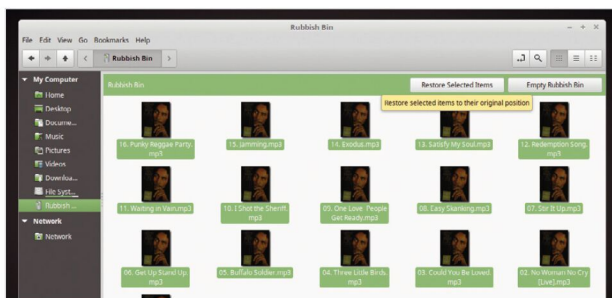 Rubbish Bin
File Edit View Go Bookmarks Help
Rubbish Bin
My Computer
Home
Desktop
Docume...
Music
Pictures
Videos
Downloa...
File Syst...
Rubbish ...
Network
Network
Rubbish Bin
Restore Selected Items
Empty Rubbish Bin
Restore selected items to their original position
16. Punky Reggae Party.
mp3
15. Jamming.mp3
14. Exodus.mp3
13. Satisfy My Soul.mp3
12. Redemption Song.
mp3
11. Waiting in Vain.mp3
10. I Shot the Sheriff.
mp3
09. One Love People
Get Ready.mp3
08. Easy Skanking.mp3
07. Stir It Up.mp3
06. Get Up Stand Up.
mp3
05. Buffalo Soldier.mp3
04. Three Little Birds.
mp3
03. Could You Be Loved.
mp3
02. No Woman No Cry
[Live].mp3